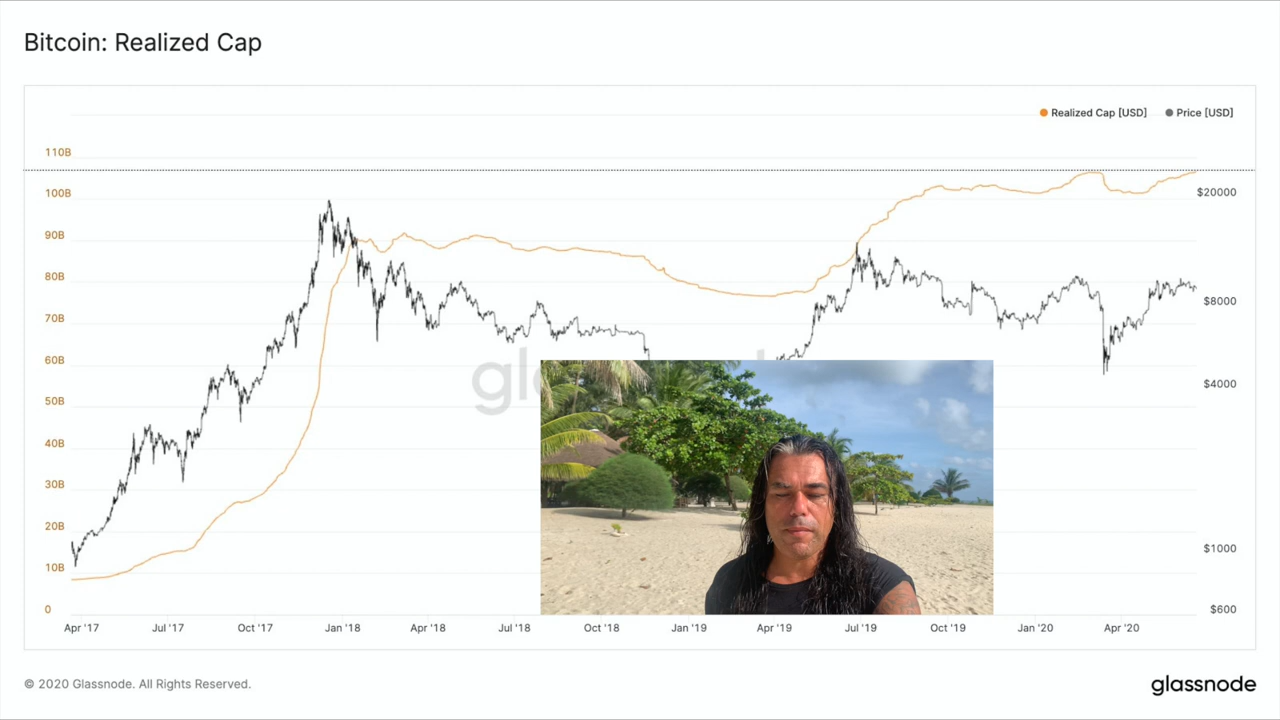 Bitcoin: Realized Cap
Realized Cap [USD] Price [USD]
110B
100B
90B
80B
70B
60B
50B
40B
30B
20B
10B
0
$20000
$8000
$4000
$1000
$600
gl
Apr '17 Jul '17 Oct '17 Jan '18 Apr '18 Jul '18 Oct '18 Jan '19 Apr '19 Jul '19 Oct '19 Jan '20 Apr '20
© 2020 Glassnode. All Rights Reserved.
glassnode